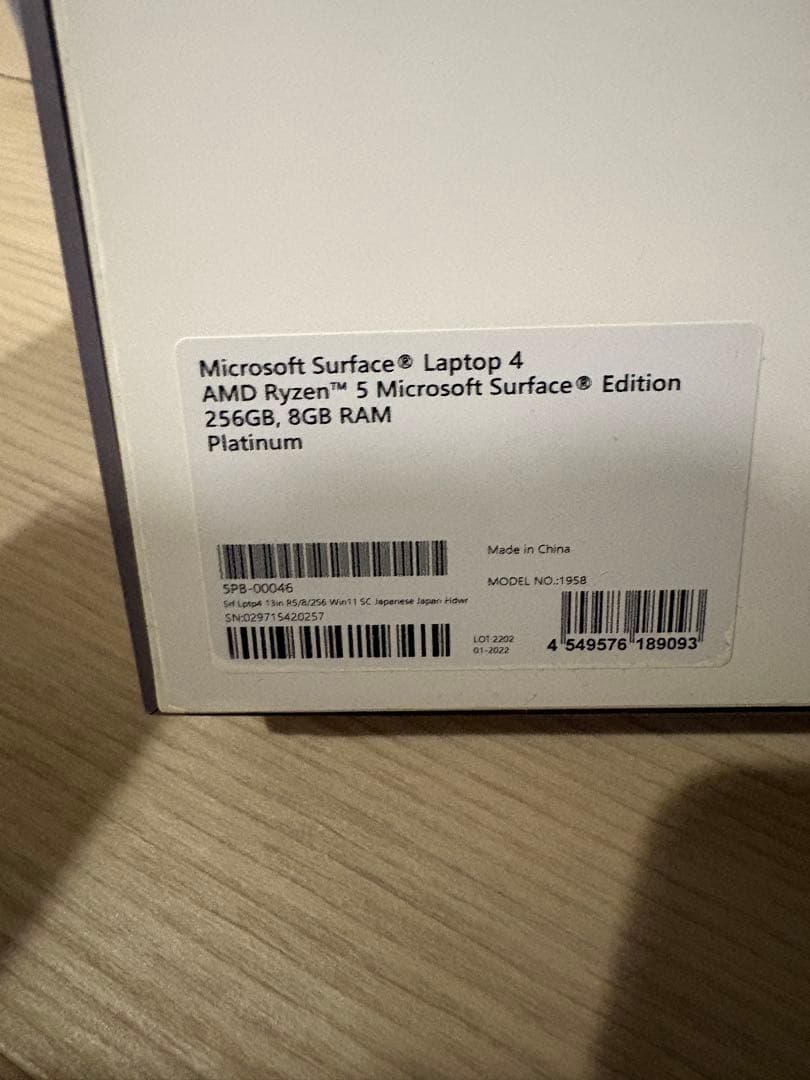 Microsoft Surface® Laptop 4
AMD Ryzen™ 5 Microsoft Surface® Edition
256GB, 8GB RAM
Platinum
Made in China
5PB-00046
MODEL NO.:1958
Srf Lptp4 13in R5/8/256 Win11 SC Japanese Japan Hdwr
SN:029715420257
LOT:2202
01-2022
4 549576 189093